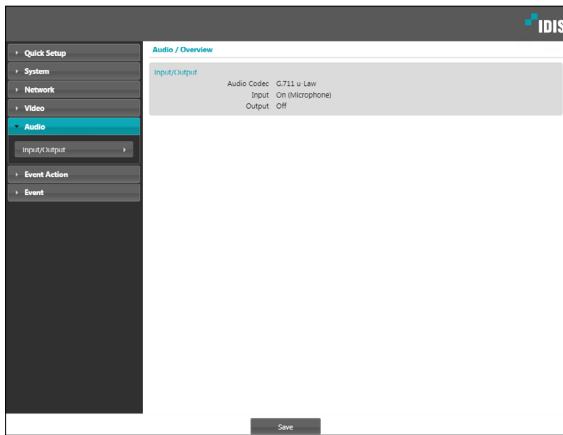 IDIS
Quick Setup
System
Network
Video
Audio
Input/Output
Event Action
Event
Audio / Overview
Input/Output
Audio Codec G.711 u-Law
Input On (Microphone)
Output Off
Save